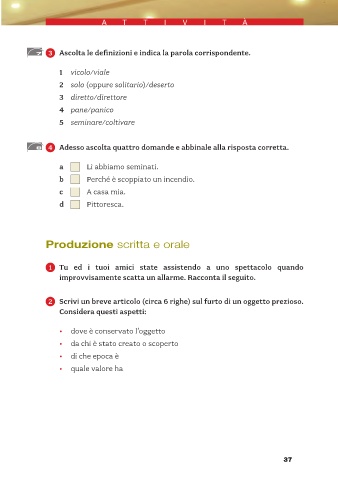 ATTIVITÀ
3 Ascolta le definizioni e indica la parola corrispondente.
1 vicolo/viale
2 solo (oppure solitario)/deserto
3 diretto/direttore
4 pane/panico
5 seminare/coltivare
4 Adesso ascolta quattro domande e abbinale alla risposta corretta.
a Li abbiamo seminati.
b Perché è scoppiato un incendio.
c A casa mia.
d Pittoresca.
Produzione scritta e orale
1 Tu ed i tuoi amici state assistendo a uno spettacolo quando
improvvisamente scatta un allarme. Racconta il seguito.
2 Scrivi un breve articolo (circa 6 righe) sul furto di un oggetto prezioso.
Considera questi aspetti:
• dove è conservato l'oggetto
• da chi è stato creato o scoperto
• di che epoca è
• quale valore ha
37